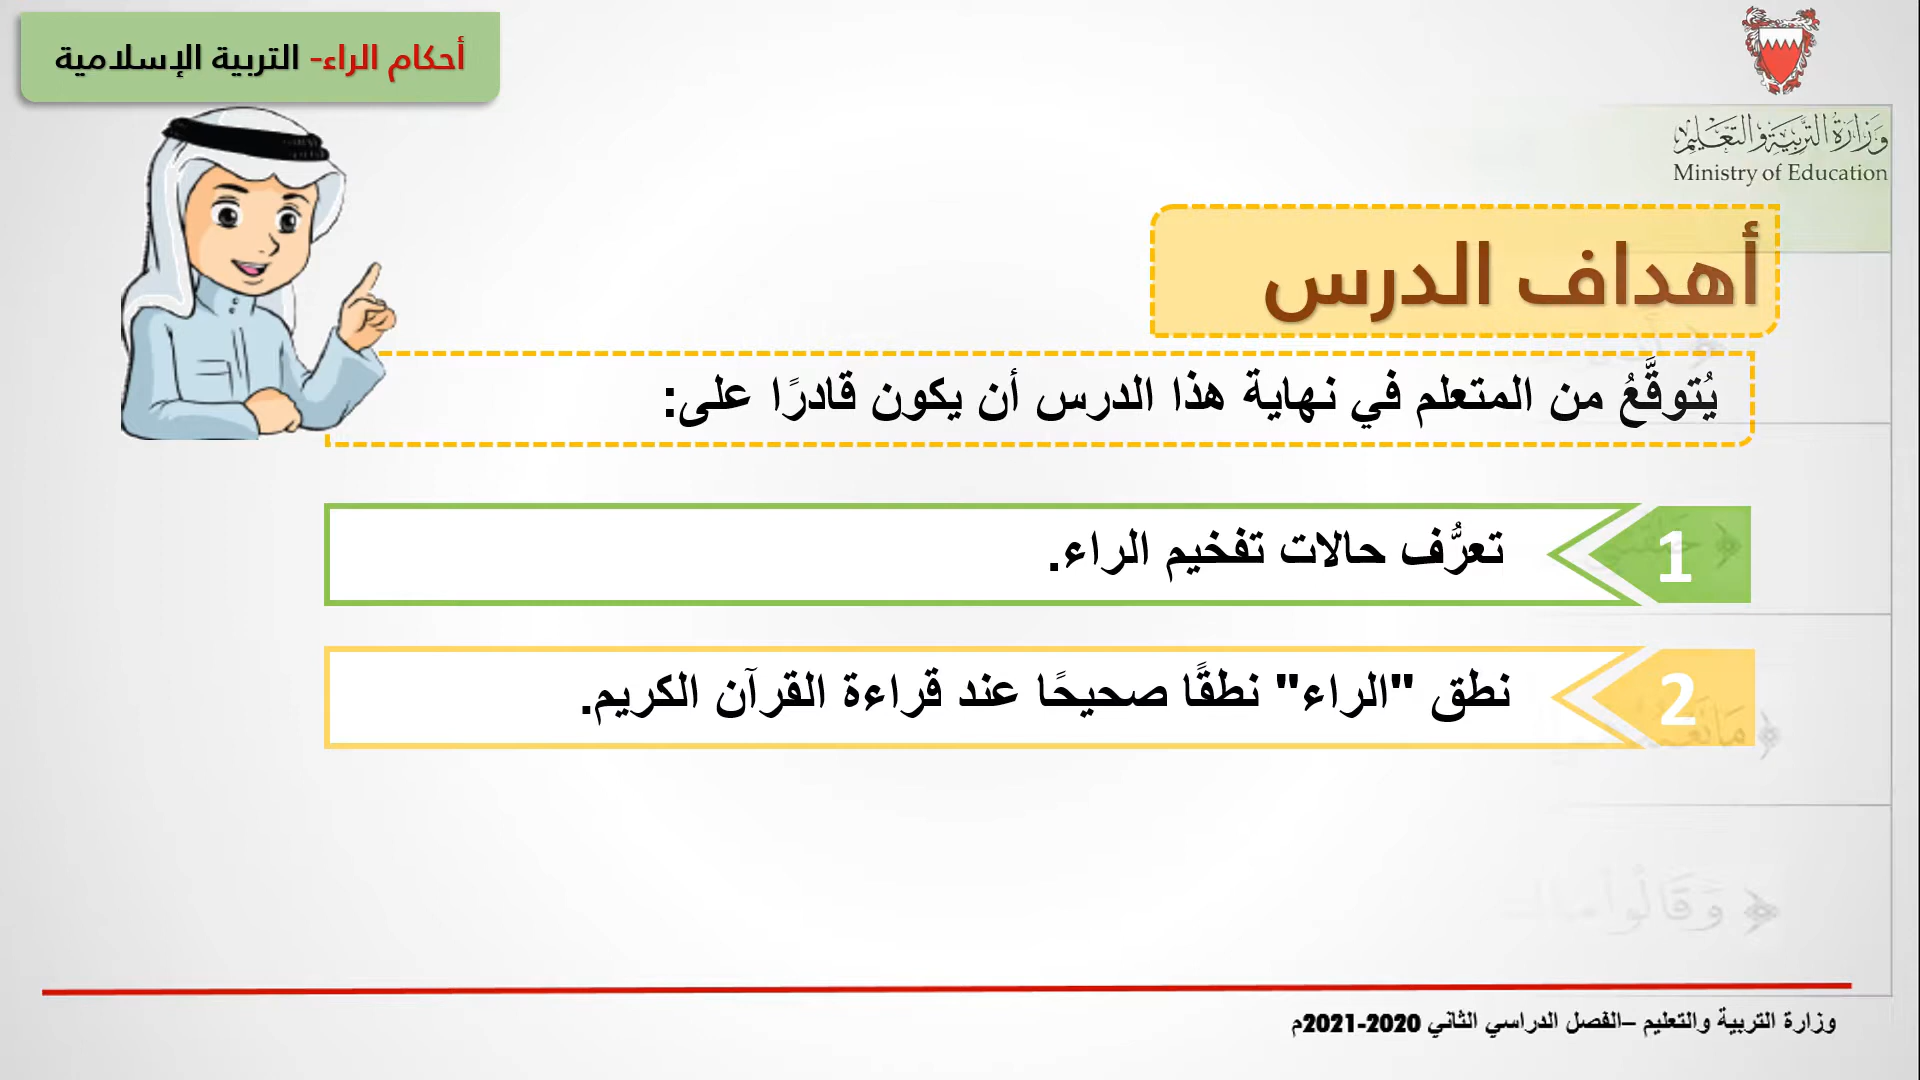 أحكام الراء- التربية الإسلامية
وزارة التربية والتعليم
Ministry of Education
أهداف الدرس
يُتوقَّعُ من المتعلم في نهاية هذا الدرس أن يكون قادرًا على:
1
تعرُّف حالات تفخيم الراء.
2
نطق "الراء" نطقًا صحيحًا عند قراءة القرآن الكريم.
وزارة التربية والتعليم –الفصل الدراسي الثاني 2020-2021م